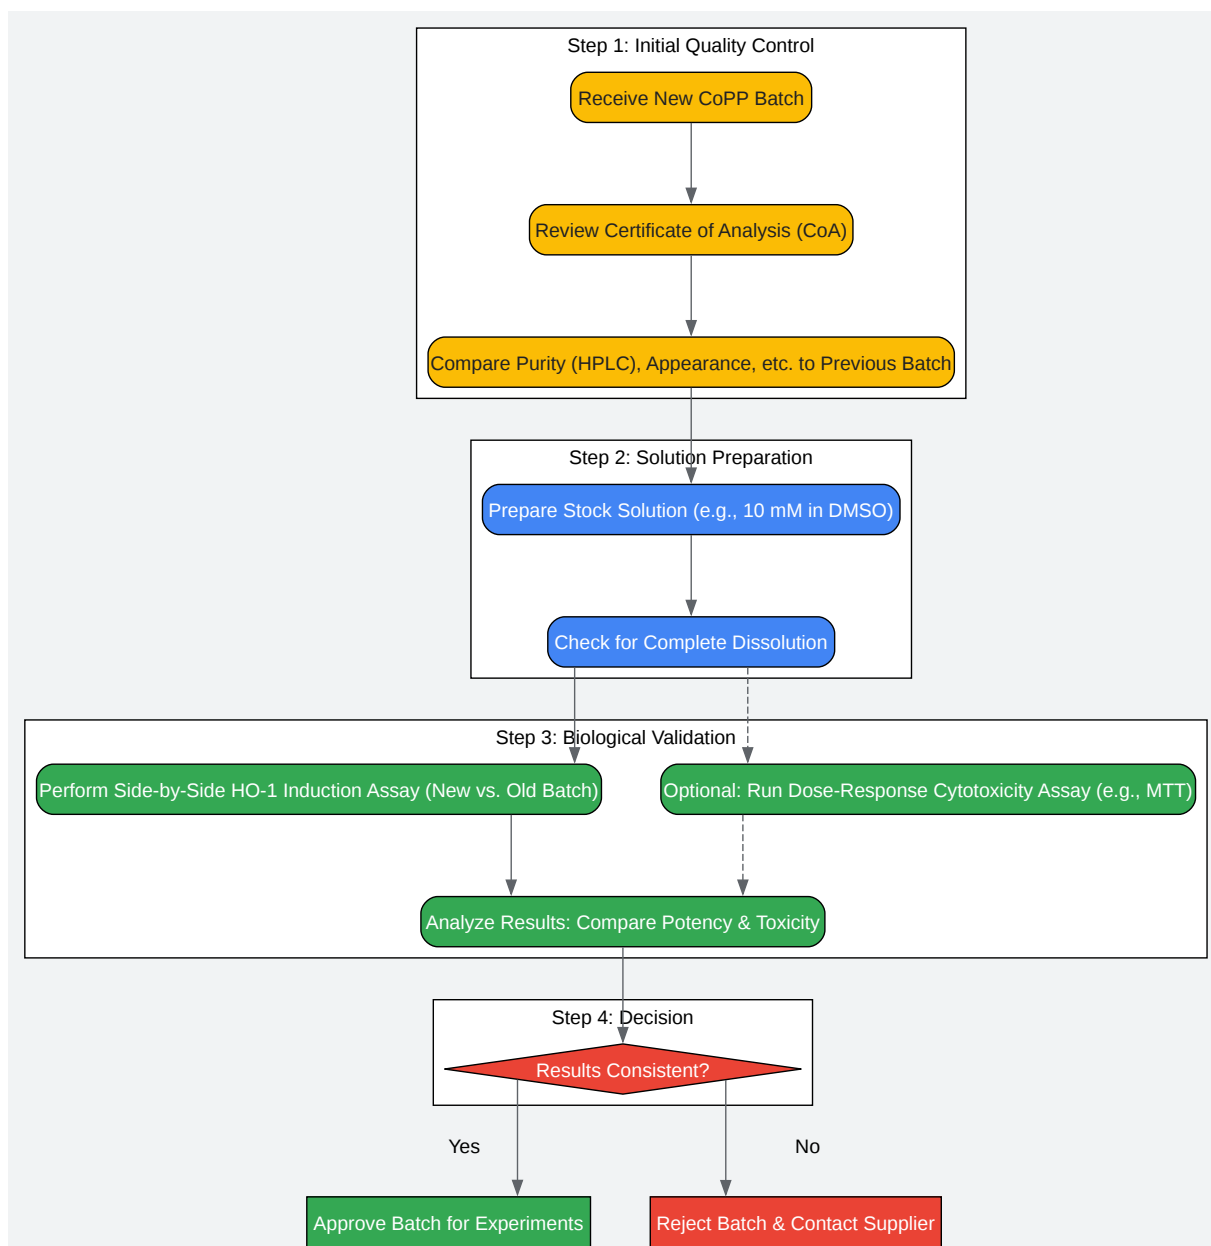 Step 1: Initial Quality Control
Receive New CoPP Batch
Review Certificate of Analysis (CoA)
Compare Purity (HPLC), Appearance, etc. to Previous Batch
Step 2: Solution Preparation
Prepare Stock Solution (e.g., 10 mM in DMSO)
Check for Complete Dissolution
Step 3: Biological Validation
Perform Side-by-Side HO-1 Induction Assay (New vs. Old Batch)
Optional: Run Dose-Response Cytotoxicity Assay (e.g., MTT)
Analyze Results: Compare Potency & Toxicity
Step 4: Decision
Results Consistent?
Yes
No
Approve Batch for Experiments
Reject Batch & Contact Supplier